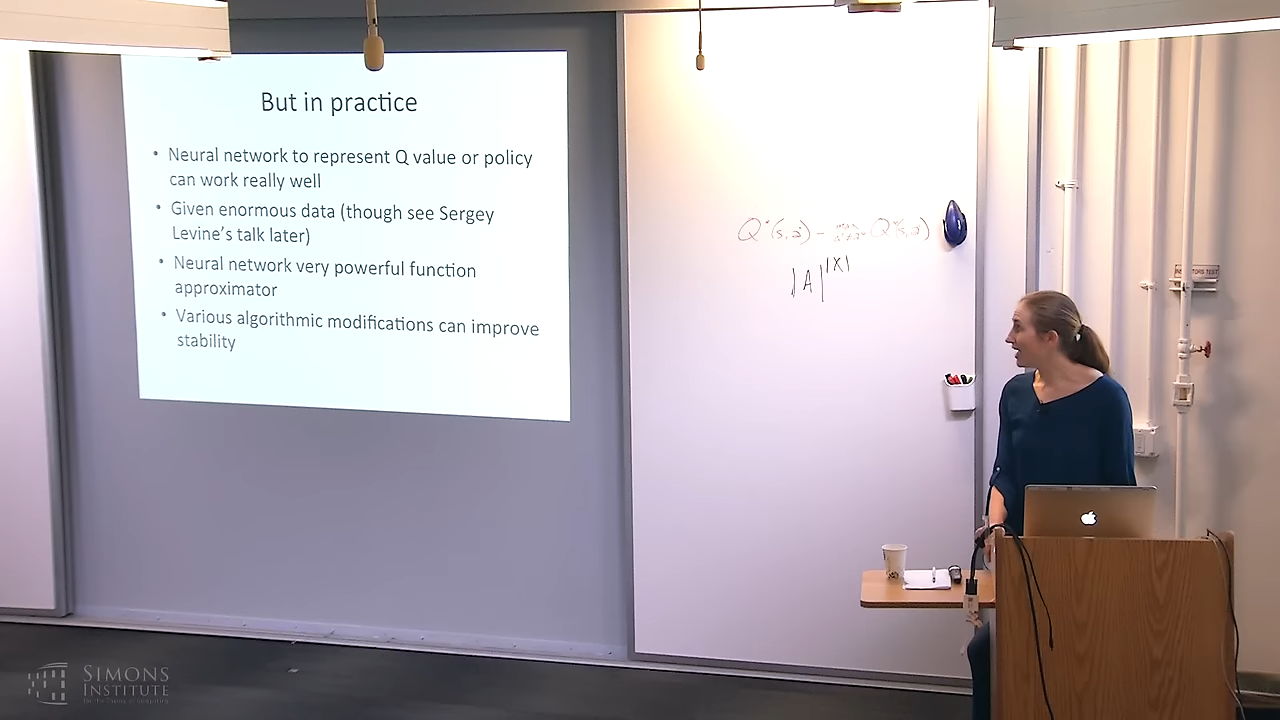 But in practice
• Neural network to represent Q value or policy
can work really well
• Given enormous data (though see Sergey
Levine's talk later)
• Neural network very powerful function
approximator
• Various algorithmic modifications can improve
stability
|A|^|X|
SIMONS
INSTITUTE